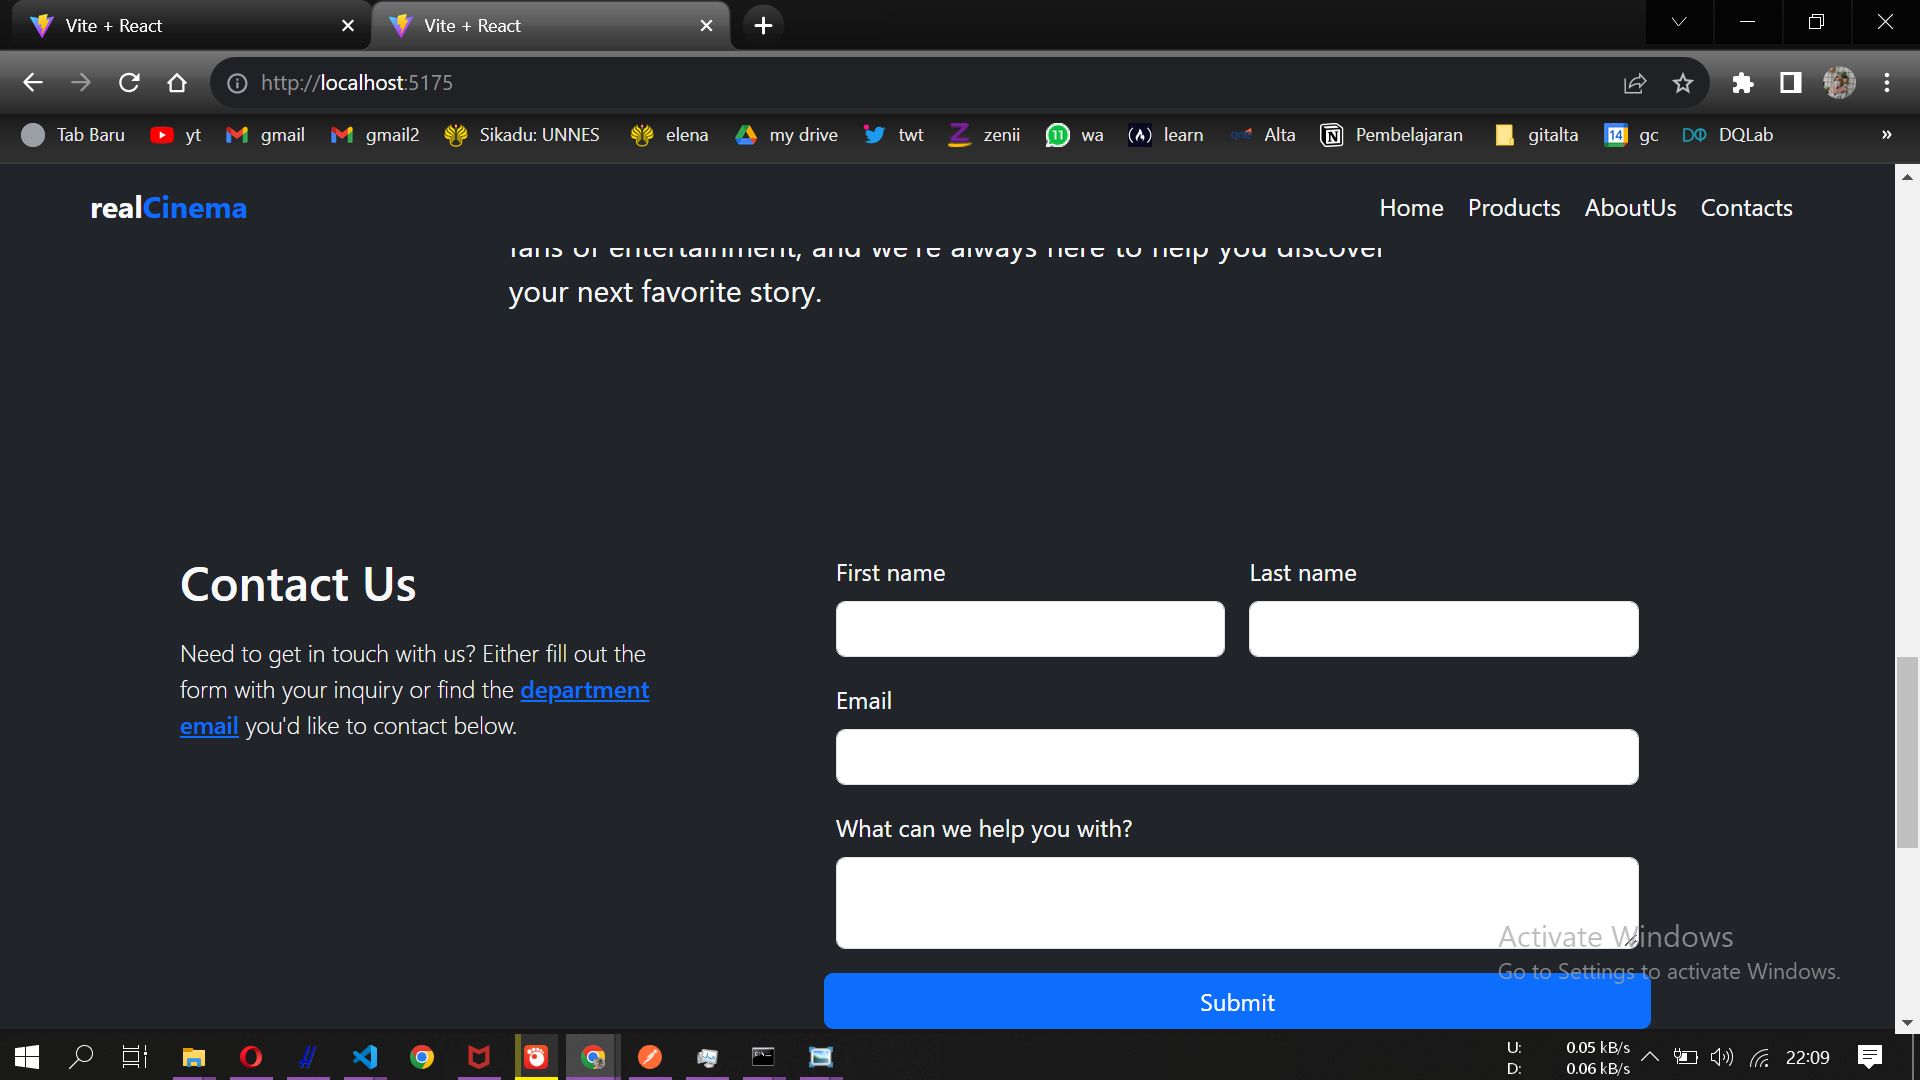 Vite + React
Vite + React
http://localhost:5175
Tab Baru yt gmail gmail2 Sikadu: UNNES elena my drive twt zenii 11 wa learn Alta Pembelajaran gitalta 14 gc DQLab »
realCinema
Home Products AboutUs Contacts
fans of entertainment, and we're always here to help you discover
your next favorite story.
Contact Us
Need to get in touch with us? Either fill out the
form with your inquiry or find the department
email you'd like to contact below.
First name Last name
Email
What can we help you with?
Submit
Activate Windows
Go to Settings to activate Windows.
U: 0.05 kB/s
D: 0.06 kB/s
22:09